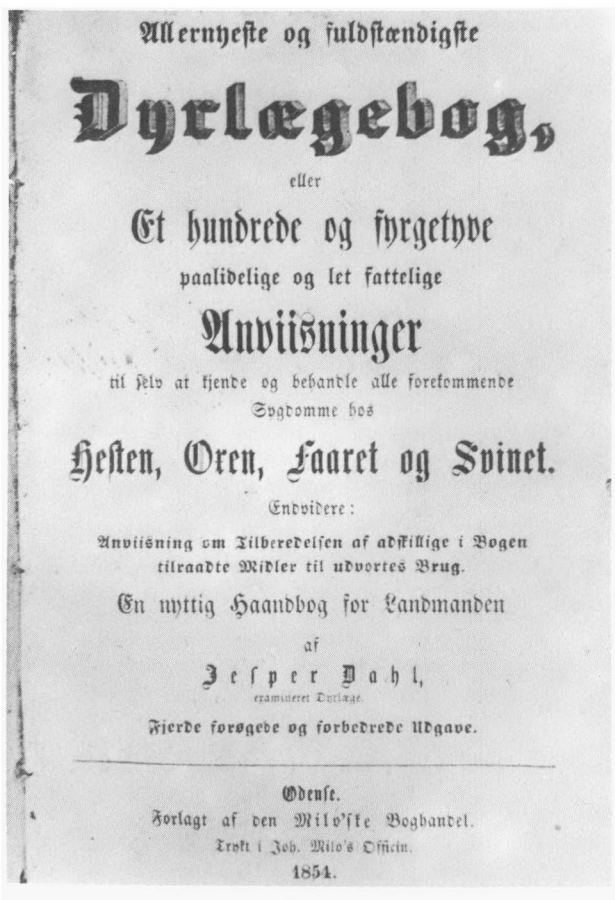 Allernyeste og fuldstændigste
Dyrlægebog,
eller
Et hundrede og fyrgetyve
paalidelige og let fattelige
Anviisninger
til selv at kjende og behandle alle forekommende
Sygdomme hos
Hesten, Oxen, Faaret og Svinet.
Endvidere:
Anviisning om Tilberedelsen af adskillige i Bogen
tilraadte Midler til udvortes Brug.
En nyttig Haandbog for Landmanden
af
Jesper Dahl,
examineret Dyrlæge.
Fjerde forøgede og forbedrede Udgave.
Odense.
Forlagt af den Milo'ske Boghandel.
Trykt i Joh. Milo's Officin.
1854.